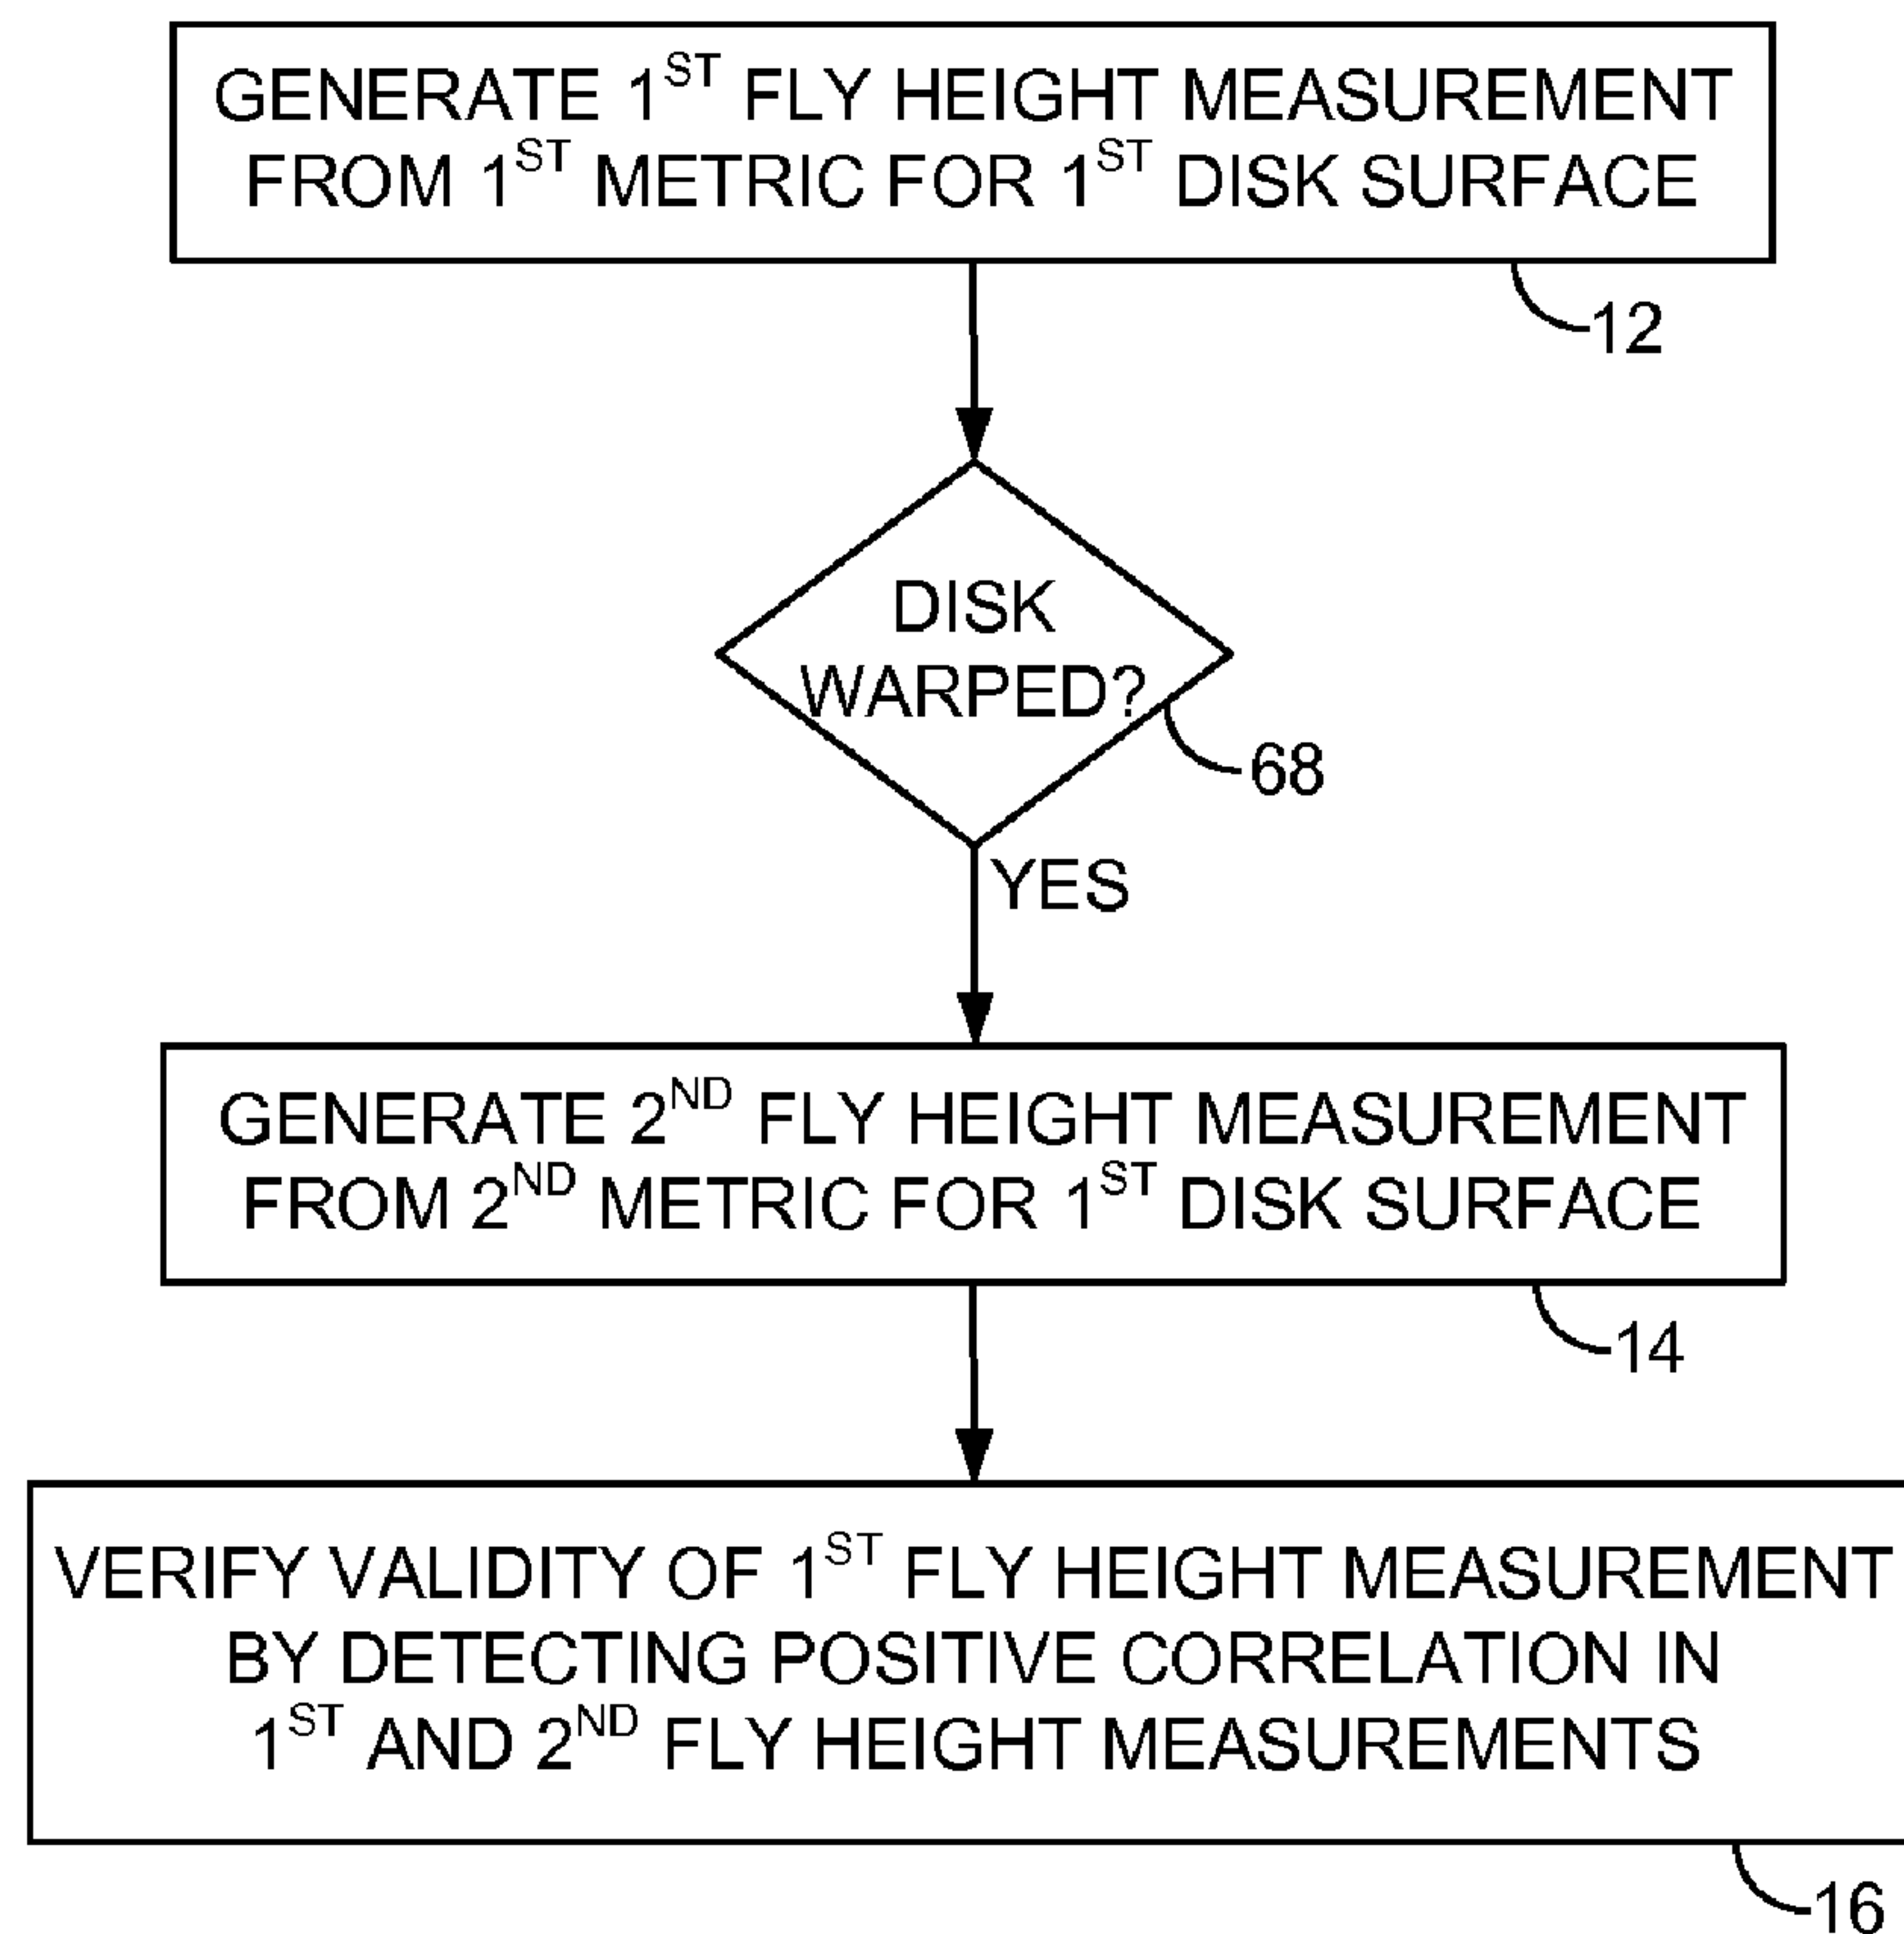 GENERATE 1ST FLY HEIGHT MEASUREMENT
FROM 1ST METRIC FOR 1ST DISK SURFACE
12
DISK
WARPED?
68
YES
GENERATE 2ND FLY HEIGHT MEASUREMENT
FROM 2ND METRIC FOR 1ST DISK SURFACE
14
VERIFY VALIDITY OF 1ST FLY HEIGHT MEASUREMENT
BY DETECTING POSITIVE CORRELATION IN
1ST AND 2ND FLY HEIGHT MEASUREMENTS
16